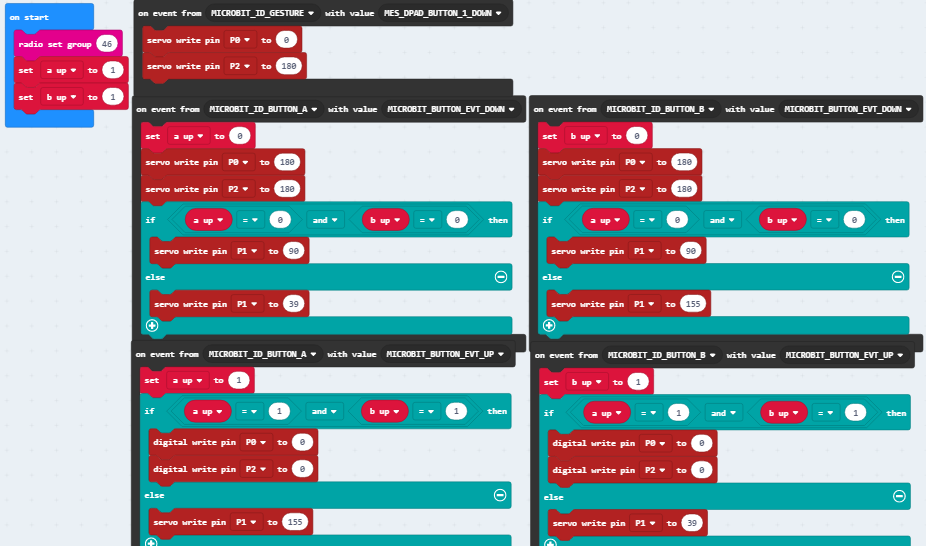 on start
radio set group 46
set a up to 1
set b up to 1
on event from MICROBIT_ID_GESTURE with value MES_DPAD_BUTTON_1_DOWN
servo write pin P0 to 0
servo write pin P2 to 180
on event from MICROBIT_ID_BUTTON_A with value MICROBIT_BUTTON_EVT_DOWN
set a up to 0
servo write pin P0 to 180
servo write pin P2 to 180
if a up = 0 and b up = 0 then
servo write pin P1 to 90
else
servo write pin P1 to 39
on event from MICROBIT_ID_BUTTON_B with value MICROBIT_BUTTON_EVT_DOWN
set b up to 0
servo write pin P0 to 180
servo write pin P2 to 180
if a up = 0 and b up = 0 then
servo write pin P1 to 90
else
servo write pin P1 to 155
on event from MICROBIT_ID_BUTTON_A with value MICROBIT_BUTTON_EVT_UP
set a up to 1
if a up = 1 and b up = 1 then
digital write pin P0 to 0
digital write pin P2 to 0
else
servo write pin P1 to 155
on event from MICROBIT_ID_BUTTON_B with value MICROBIT_BUTTON_EVT_UP
set b up to 1
if a up = 1 and b up = 1 then
digital write pin P0 to 0
digital write pin P2 to 0
else
servo write pin P1 to 39